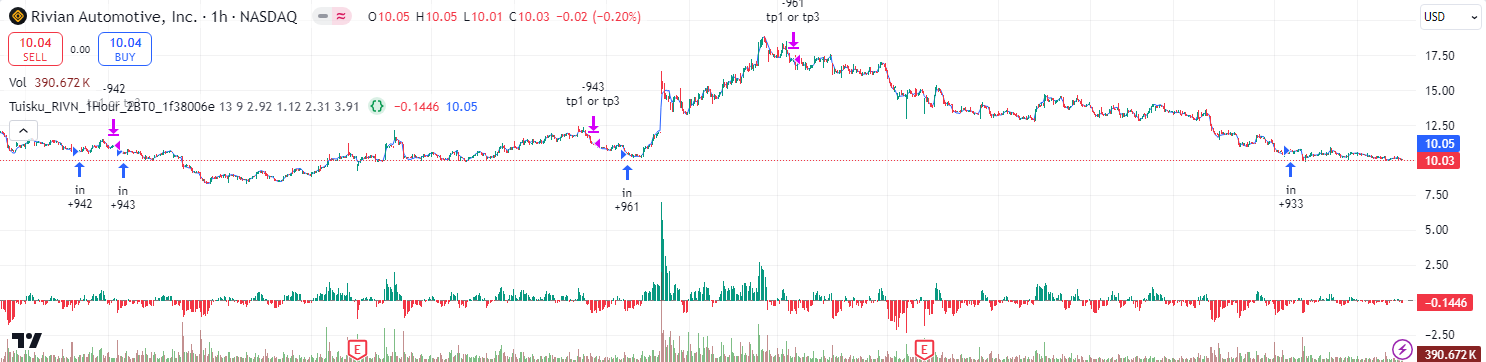 Rivian Automotive, Inc. · 1h · NASDAQ O10.05 H10.05 L10.01 C10.03 −0.02 (−0.20%)
USD
10.04
SELL
0.00
10.04
BUY
Vol 390.672 K
Tuisku_RIVN_1hour_2BT0_1f38006e 13 9 2.92 1.12 2.31 3.91 −0.1446 10.05
-942
tp1 or tp3
-943
tp1 or tp3
-961
tp1 or tp3
in
+942
in
+943
in
+961
in
+933
17.50
15.00
12.50
10.05
10.03
7.50
5.00
2.50
−0.1446
−2.50
390.672 K
E
E